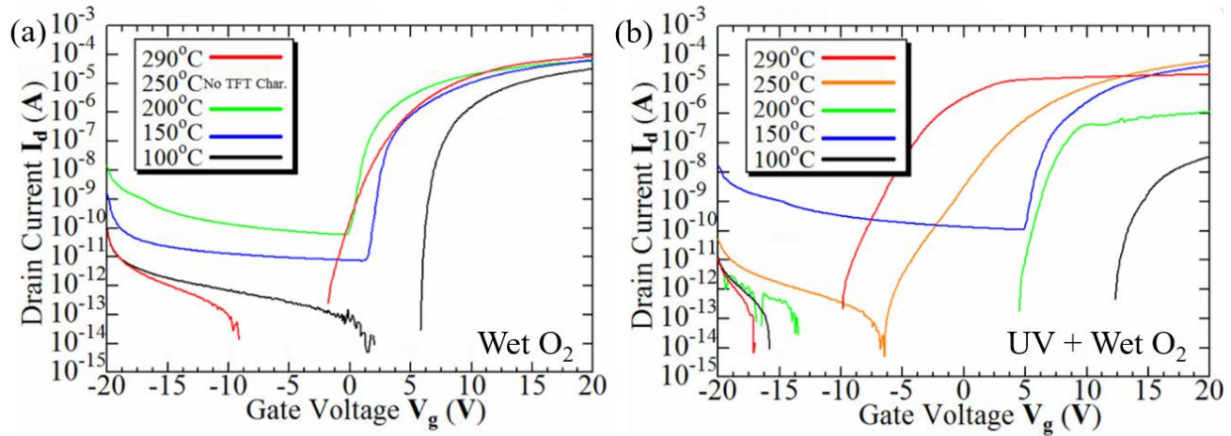 (a)
Drain Current I_d (A)
10⁻³
10⁻⁴
10⁻⁵
10⁻⁶
10⁻⁷
10⁻⁸
10⁻⁹
10⁻¹⁰
10⁻¹¹
10⁻¹²
10⁻¹³
10⁻¹⁴
10⁻¹⁵
290°C
250°C No TFT Char.
200°C
150°C
100°C
Wet O₂
-20 -15 -10 -5 0 5 10 15 20
Gate Voltage V_g (V)
(b)
Drain Current I_d (A)
10⁻³
10⁻⁴
10⁻⁵
10⁻⁶
10⁻⁷
10⁻⁸
10⁻⁹
10⁻¹⁰
10⁻¹¹
10⁻¹²
10⁻¹³
10⁻¹⁴
10⁻¹⁵
290°C
250°C
200°C
150°C
100°C
UV + Wet O₂
-20 -15 -10 -5 0 5 10 15 20
Gate Voltage V_g (V)